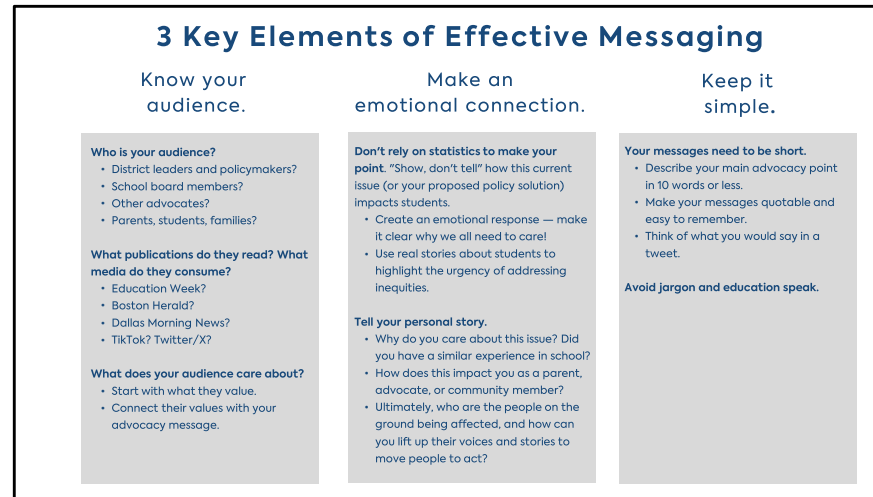 3 Key Elements of Effective Messaging
Know your
audience.
Who is your audience?
• District leaders and policymakers?
• School board members?
• Other advocates?
• Parents, students, families?
What publications do they read? What
media do they consume?
• Education Week?
• Boston Herald?
• Dallas Morning News?
• TikTok? Twitter/X?
What does your audience care about?
• Start with what they value.
• Connect their values with your
advocacy message.
Make an
emotional connection.
Don't rely on statistics to make your
point. "Show, don't tell" how this current
issue (or your proposed policy solution)
impacts students.
• Create an emotional response — make
it clear why we all need to care!
• Use real stories about students to
highlight the urgency of addressing
inequities.
Tell your personal story.
• Why do you care about this issue? Did
you have a similar experience in school?
• How does this impact you as a parent,
advocate, or community member?
• Ultimately, who are the people on the
ground being affected, and how can
you lift up their voices and stories to
move people to act?
Keep it
simple.
Your messages need to be short.
• Describe your main advocacy point
in 10 words or less.
• Make your messages quotable and
easy to remember.
• Think of what you would say in a
tweet.
Avoid jargon and education speak.